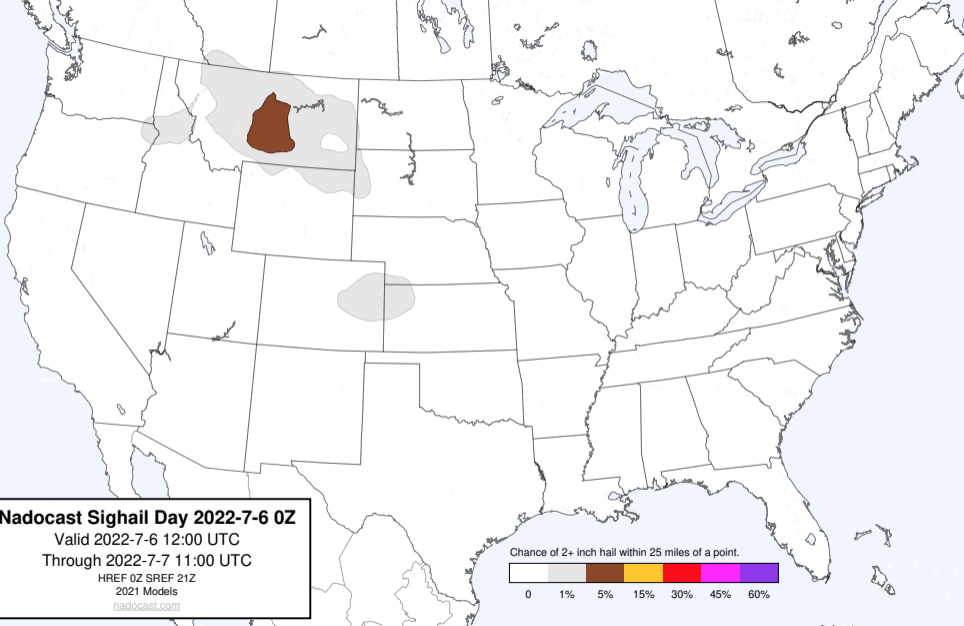 Nadocast Sighail Day 2022-7-6 0Z
Valid 2022-7-6 12:00 UTC
Through 2022-7-7 11:00 UTC
HREF 0Z SREF 21Z
2021 Models
nadocast.com
Chance of 2+ inch hail within 25 miles of a point.
0 1% 5% 15% 30% 45% 60%